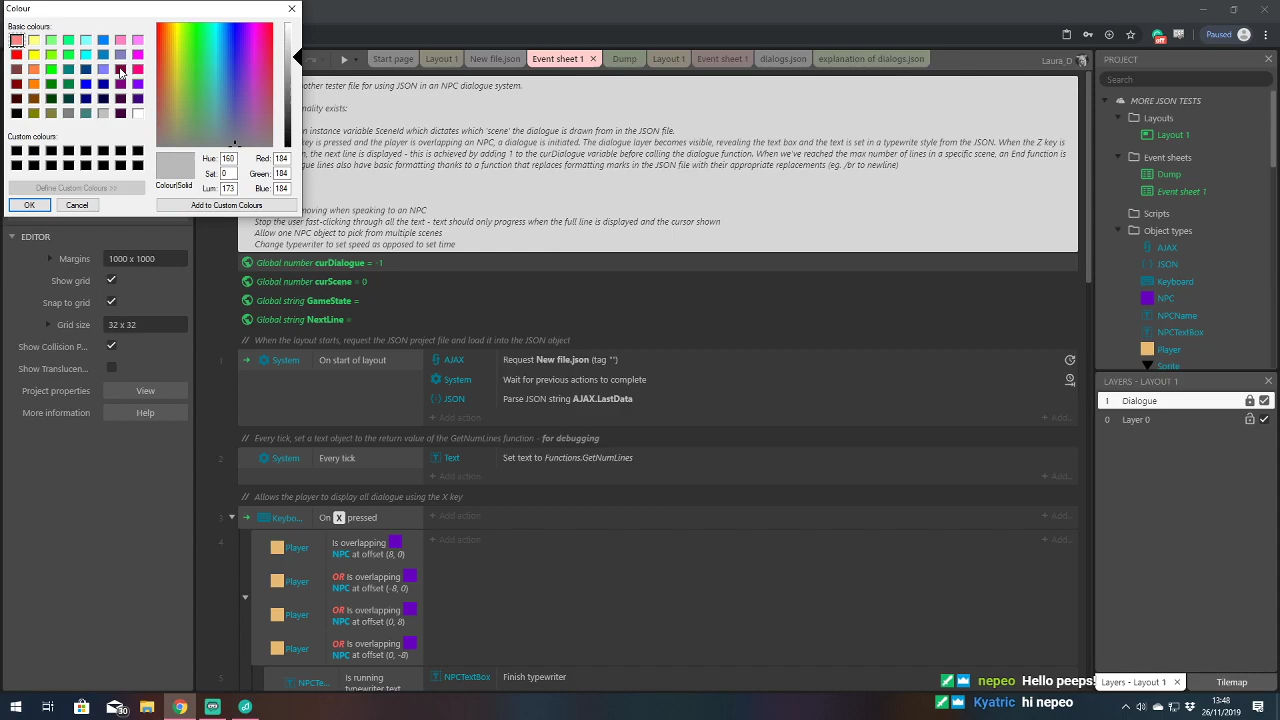 Colour
Basic colours:
Custom colours:
Define Custom Colours >>
OK
Cancel
Hue: 160
Sat: 0
Lum: 173
Red: 184
Green: 184
Blue: 184
Colour|Solid
Add to Custom Colours
Paused
Start page
Layout 1
New file.json
Event sheet 1
Dump
Layout 1
Event sheet 1
dialogs.json
explanation of dialogs.json
Laura_D
other tester file for using JSON in an NPC dialogue system.
nality exists:
n instance variable SceneId which dictates which 'scene' the dialogue is drawn from in the JSON file.
key is pressed and the player is overlapping an NPC, a dialogue is initiated. The dialogue layer becomes visible, revealing the text box and the text is set in a typewrite style from the JSON. When the Z key is
n, the next line is displayed - this is achieved by adding 1 to the curDialogue variable before calling the dialogue function. When we've reached the max number of lines in a specific scene, an End function is
gue lines also have basic formatting thanks to a formatting function that replaces tags with their appropriate repacments (eg. /br to newline)
noving when speaking to an NPC
Stop the user fast-clicking through all the text - text should only progress when the full line is displayed and the cursor shown
Allow one NPC object to pick from multiple scenes
Change typewriter to set speed as opposed to set time
Global number curDialogue = -1
Global number curScene = 0
Global string GameState =
Global string NextLine =
// When the layout starts, request the JSON project file and load it into the JSON object
1 System On start of layout AJAX Request New file.json (tag "")
System Wait for previous actions to complete
JSON Parse JSON string AJAX.LastData
+ Add action Add..
// Every tick, set a text object to the return value of the GetNumLines function - for debugging
2 System Every tick Text Set text to Functions.GetNumLines
+ Add action Add..
// Allows the player to display all dialogue using the X key
3 Keybo... On X pressed + Add action Add..
4 Player Is overlapping NPC at offset (8, 0) + Add action Add..
Player OR Is overlapping NPC at offset (-8, 0)
Player OR Is overlapping NPC at offset (0, 8)
Player OR Is overlapping NPC at offset (0, -8)
5 NPCTe... Is running typewriter text NPCTextBox Finish typewriter
EDITOR
Margins 1000 x 1000
Show grid
Snap to grid
Grid size 32 x 32
Show Collision P...
Show Translucen...
Project properties View
More information Help
PROJECT
Search
MORE JSON TESTS
Layouts
Layout 1
Event sheets
Dump
Event sheet 1
Scripts
Object types
AJAX
JSON
Keyboard
NPC
NPCName
NPCTextBox
Player
Sprite
LAYERS - LAYOUT 1
1 Dialogue
0 Layer 0
Layers - Layout 1
Tilemap
nepeo Hello peeps!
Kyatric hi nepeo
30
13:48
26/11/2019